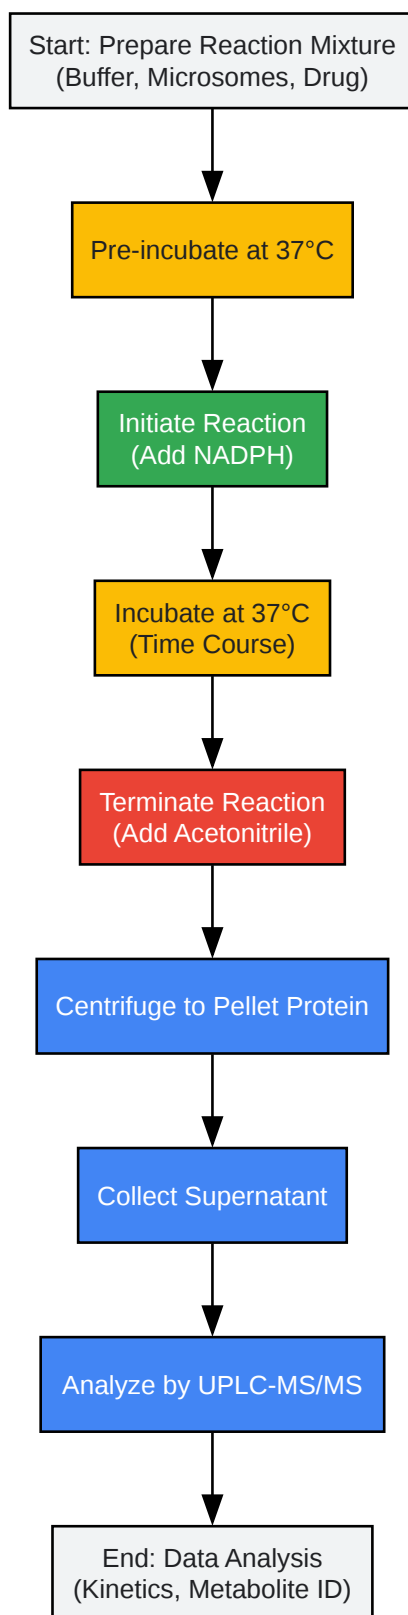 Start: Prepare Reaction Mixture
(Buffer, Microsomes, Drug)
Pre-incubate at 37°C
Initiate Reaction
(Add NADPH)
Incubate at 37°C
(Time Course)
Terminate Reaction
(Add Acetonitrile)
Centrifuge to Pellet Protein
Collect Supernatant
Analyze by UPLC-MS/MS
End: Data Analysis
(Kinetics, Metabolite ID)